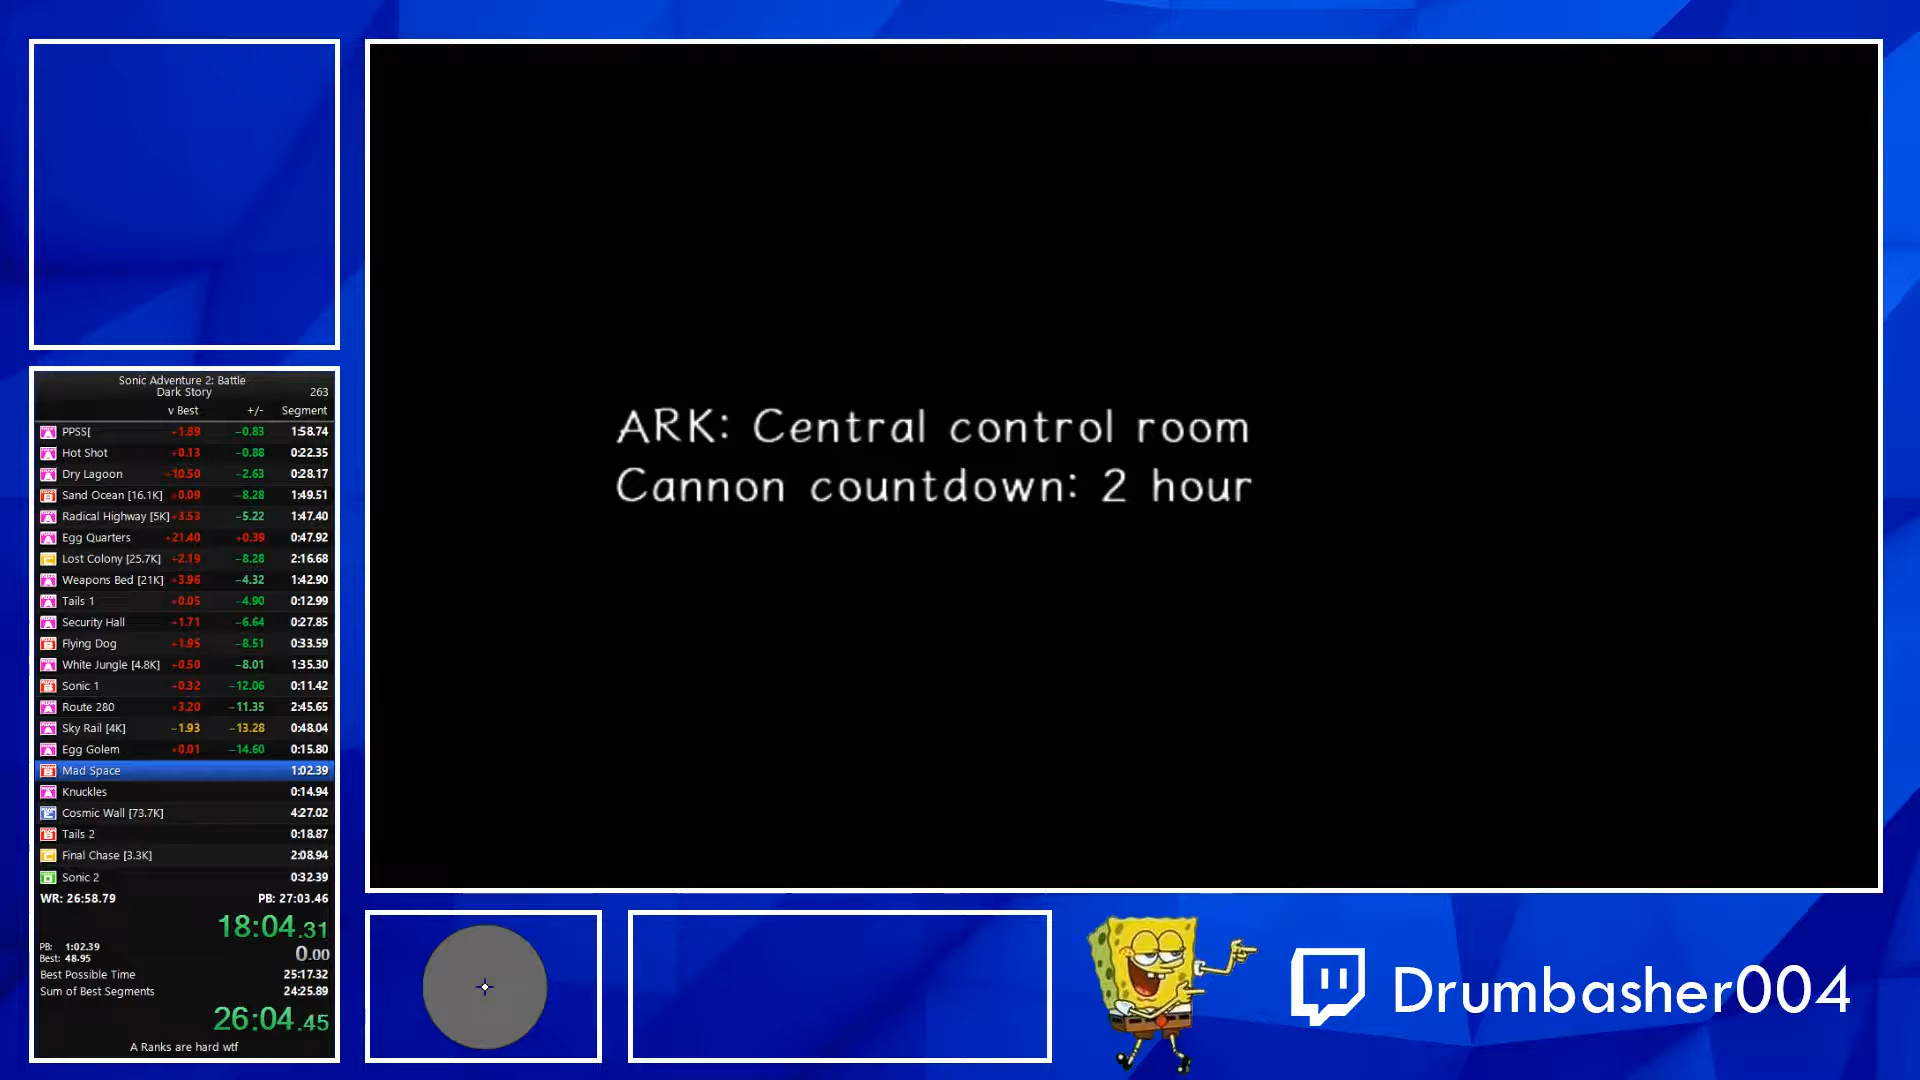 Sonic Adventure 2: Battle
Dark Story 263
v Best +/- Segment
PPSS[ -1.89 -0.83 1:58.74
Hot Shot +0.13 -0.88 0:22.35
Dry Lagoon -10.50 -2.63 0:28.17
Sand Ocean [16.1K] +0.09 -8.28 1:49.51
Radical Highway [5K] +3.53 -5.22 1:47.40
Egg Quarters +21.40 +0.39 0:47.92
Lost Colony [25.7K] +2.19 -8.28 2:16.68
Weapons Bed [21K] +3.96 -4.32 1:42.90
Tails 1 +0.05 -4.90 0:12.99
Security Hall -1.71 -6.64 0:27.85
Flying Dog +1.95 -8.51 0:33.59
White Jungle [4.8K] +0.50 -8.01 1:35.30
Sonic 1 +0.32 -12.06 0:11.42
Route 280 +3.20 -11.35 2:45.65
Sky Rail [4K] -1.93 -13.28 0:48.04
Egg Golem +0.01 -14.60 0:15.80
Mad Space 1:02.39
Knuckles 0:14.94
Cosmic Wall [73.7K] 4:27.02
Tails 2 0:18.87
Final Chase [3.3K] 2:08.94
Sonic 2 0:32.39
WR: 26:58.79 PB: 27:03.46
18:04.31
PB: 1:02.39
Best: 48.95 0.00
Best Possible Time 25:17.32
Sum of Best Segments 24:25.89
26:04.45
A Ranks are hard wtf
ARK: Central control room
Cannon countdown: 2 hour
Drumbasher004